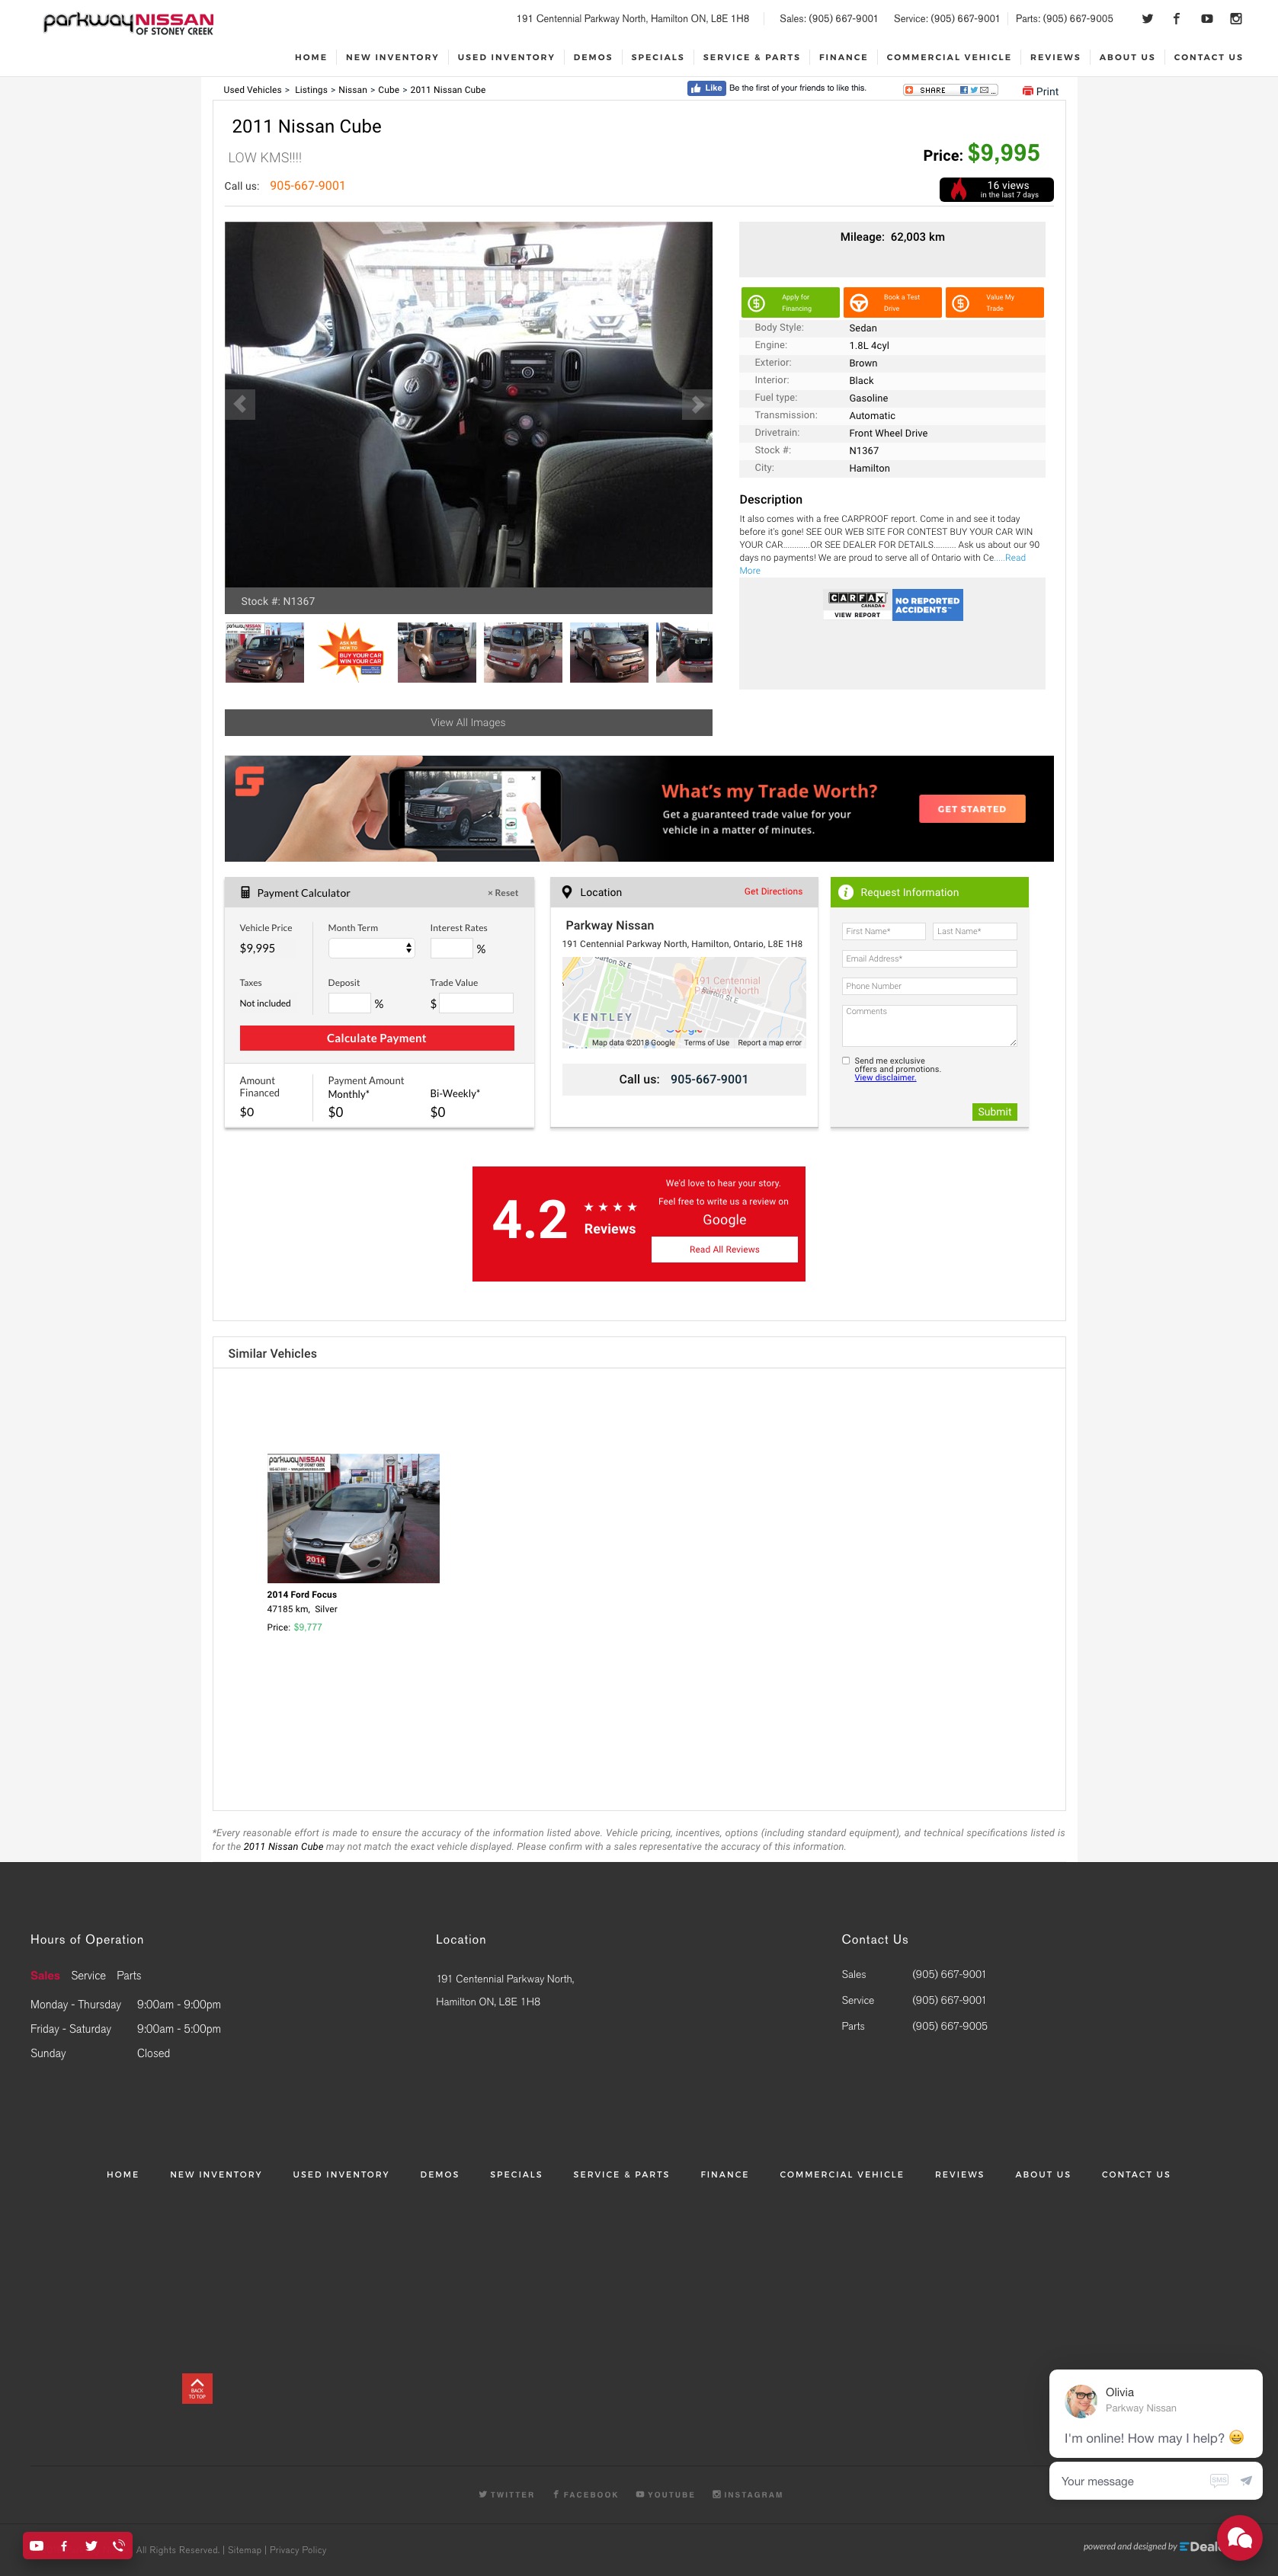 parkwayNISSAN
OF STONEY CREEK
191 Centennial Parkway North, Hamilton ON, L8E 1H8
Sales: (905) 667-9001
Service: (905) 667-9001
Parts: (905) 667-9005
HOME
NEW INVENTORY
USED INVENTORY
DEMOS
SPECIALS
SERVICE & PARTS
FINANCE
COMMERCIAL VEHICLE
REVIEWS
ABOUT US
CONTACT US
Used Vehicles > Listings > Nissan > Cube > 2011 Nissan Cube
Like
Be the first of your friends to like this.
SHARE
Print
2011 Nissan Cube
LOW KMS!!!!
Price: $9,995
Call us: 905-667-9001
16 views
in the last 7 days
Mileage: 62,003 km
Apply for
Financing
Book a Test
Drive
Value My
Trade
Body Style: Sedan
Engine: 1.8L 4cyl
Exterior: Brown
Interior: Black
Fuel type: Gasoline
Transmission: Automatic
Drivetrain: Front Wheel Drive
Stock #: N1367
City: Hamilton
Description
It also comes with a free CARPROOF report. Come in and see it today
before it's gone! SEE OUR WEB SITE FOR CONTEST BUY YOUR CAR WIN
YOUR CAR............OR SEE DEALER FOR DETAILS.......... Ask us about our 90
days no payments! We are proud to serve all of Ontario with Ce.....Read
More
CARFAX
CANADA
VIEW REPORT
NO REPORTED
ACCIDENTS™
Stock #: N1367
parkwayNISSAN
ASK ME
HOW TO
BUY YOUR CAR
WIN YOUR CAR
View All Images
What's my Trade Worth?
Get a guaranteed trade value for your
vehicle in a matter of minutes.
GET STARTED
Payment Calculator
× Reset
Vehicle Price
$9,995
Month Term
Interest Rates
%
Taxes
Not included
Deposit
%
Trade Value
$
Calculate Payment
Amount
Financed
$0
Payment Amount
Monthly*
$0
Bi-Weekly*
$0
Location
Get Directions
Parkway Nissan
191 Centennial Parkway North, Hamilton, Ontario, L8E 1H8
Barton St E
191 Centennial
Parkway North
Barton St E
KENTLEY
Google
Map data ©2018 Google
Terms of Use
Report a map error
Call us: 905-667-9001
Request Information
First Name*
Last Name*
Email Address*
Phone Number
Comments
Send me exclusive
offers and promotions.
View disclaimer.
Submit
4.2
Reviews
We'd love to hear your story.
Feel free to write us a review on
Google
Read All Reviews
Similar Vehicles
parkwayNISSAN
2014
2014 Ford Focus
47185 km, Silver
Price: $9,777
*Every reasonable effort is made to ensure the accuracy of the information listed above. Vehicle pricing, incentives, options (including standard equipment), and technical specifications listed is
for the 2011 Nissan Cube may not match the exact vehicle displayed. Please confirm with a sales representative the accuracy of this information.
Hours of Operation
Sales Service Parts
Monday - Thursday 9:00am - 9:00pm
Friday - Saturday 9:00am - 5:00pm
Sunday Closed
Location
191 Centennial Parkway North,
Hamilton ON, L8E 1H8
Contact Us
Sales (905) 667-9001
Service (905) 667-9001
Parts (905) 667-9005
HOME
NEW INVENTORY
USED INVENTORY
DEMOS
SPECIALS
SERVICE & PARTS
FINANCE
COMMERCIAL VEHICLE
REVIEWS
ABOUT US
CONTACT US
BACK
TO TOP
Olivia
Parkway Nissan
I'm online! How may I help?
Your message
SMS
TWITTER
FACEBOOK
YOUTUBE
INSTAGRAM
All Rights Reserved. | Sitemap | Privacy Policy
powered and designed by EDeal